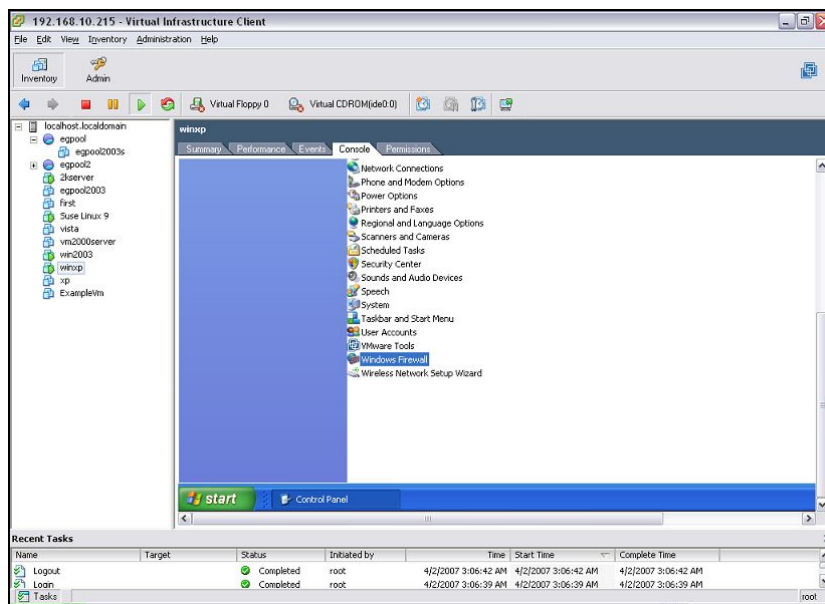 192.168.10.215 - Virtual Infrastructure Client
File Edit View Inventory Administration Help
Inventory Admin
Virtual Floppy 0 Virtual CDROM(ide0:0)
localhost.localdomain
egpool
egpool2003s
egpool2
2kserver
egpool2003
first
Suse Linux 9
vista
vm2000server
win2003
winxp
xp
ExampleVm
winxp
Summary Performance Events Console Permissions
Network Connections
Phone and Modem Options
Power Options
Printers and Faxes
Regional and Language Options
Scanners and Cameras
Scheduled Tasks
Security Center
Sounds and Audio Devices
Speech
System
Taskbar and Start Menu
User Accounts
VMware Tools
Windows Firewall
Wireless Network Setup Wizard
start Control Panel
Recent Tasks
Name Target Status Initiated by Time Start Time Complete Time
Logout Completed root 4/2/2007 3:06:42 AM 4/2/2007 3:06:42 AM 4/2/2007 3:06:42 AM
Login Completed root 4/2/2007 3:06:39 AM 4/2/2007 3:06:39 AM 4/2/2007 3:06:39 AM
Tasks root